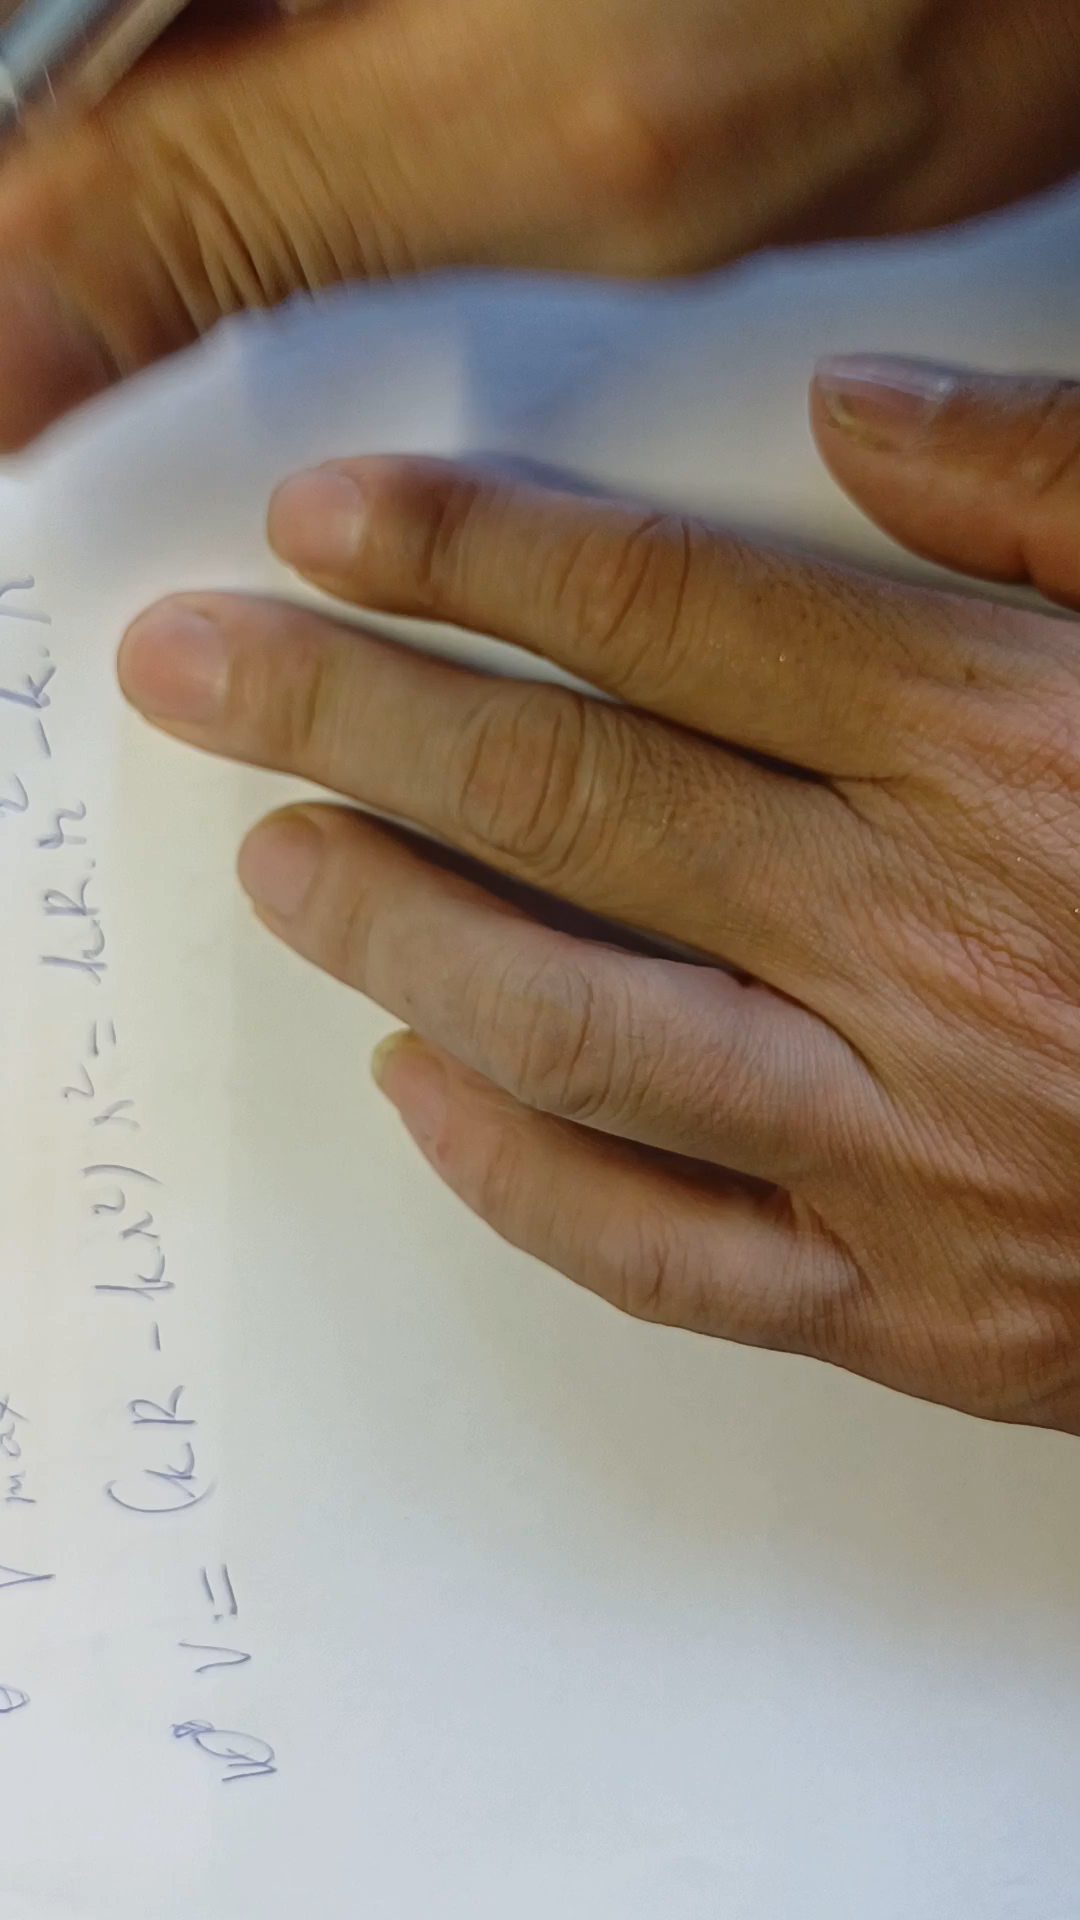 V max
V = (kR - kr²) r² = kR.r² - k.r